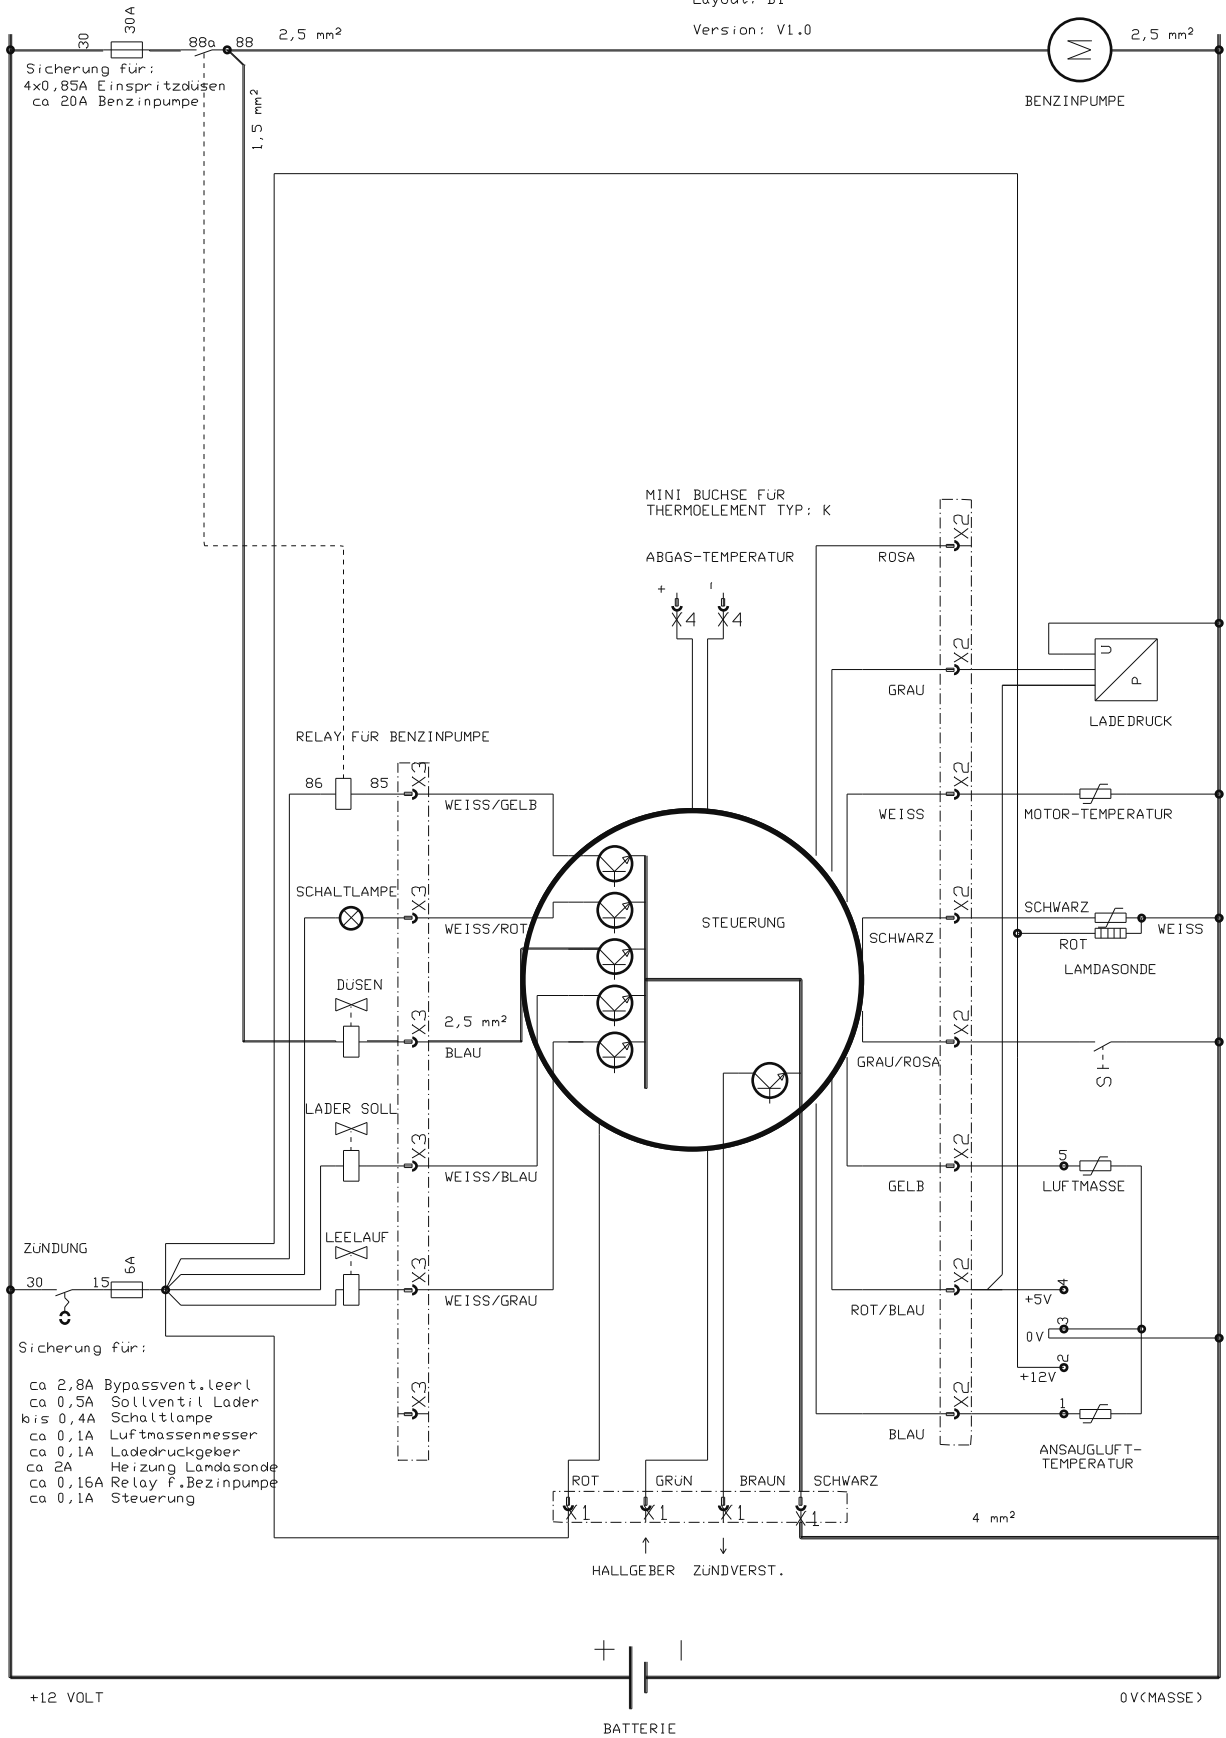 Layout: B1
Version: V1.0
30
30A
88a
88
2,5 mm²
M
2,5 mm²
BENZINPUMPE
Sicherung für:
4x0,85A Einspritzdüsen
ca 20A Benzinpumpe
1,5 mm²
MINI BUCHSE FÜR
THERMOELEMENT TYP: K
ABGAS-TEMPERATUR
+
-
X4
X4
ROSA
X2
GRAU
X2
U
P
LADEDRUCK
RELAY FÜR BENZINPUMPE
86
85
X3
WEISS/GELB
WEISS
X2
MOTOR-TEMPERATUR
SCHALTLAMPE
X3
WEISS/ROT
STEUERUNG
SCHWARZ
X2
SCHWARZ
ROT
WEISS
LAMDASONDE
DÜSEN
X3
2,5 mm²
BLAU
GRAU/ROSA
X2
S1
LADER SOLL
X3
WEISS/BLAU
GELB
X2
5
LUFTMASSE
ZÜNDUNG
30
15
6A
LEELAUF
X3
WEISS/GRAU
ROT/BLAU
X2
4
+5V
3
0V
2
+12V
1
X3
BLAU
X2
ANSAUGLUFT-
TEMPERATUR
Sicherung für:
ca 2,8A Bypassvent.leerl
ca 0,5A Sollventil Lader
bis 0,4A Schaltlampe
ca 0,1A Luftmassenmesser
ca 0,1A Ladedruckgeber
ca 2A Heizung Lamdasonde
ca 0,16A Relay f.Bezinpumpe
ca 0,1A Steuerung
ROT
GRÜN
BRAUN
SCHWARZ
X1
X1
X1
X1
4 mm²
HALLGEBER
ZÜNDVERST.
+
-
+12 VOLT
0V(MASSE)
BATTERIE